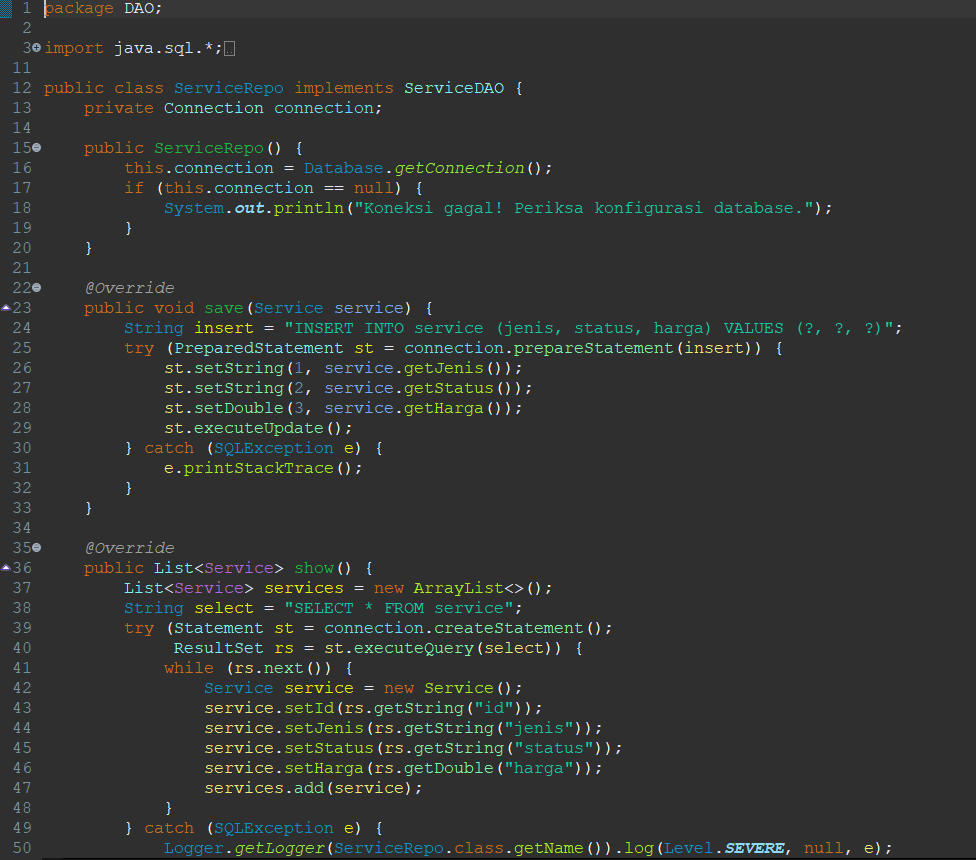 1 package DAO;
2
3 import java.sql.*;
11
12 public class ServiceRepo implements ServiceDAO {
13     private Connection connection;
14
15     public ServiceRepo() {
16         this.connection = Database.getConnection();
17         if (this.connection == null) {
18             System.out.println("Koneksi gagal! Periksa konfigurasi database.");
19         }
20     }
21
22     @Override
23     public void save(Service service) {
24         String insert = "INSERT INTO service (jenis, status, harga) VALUES (?, ?, ?)";
25         try (PreparedStatement st = connection.prepareStatement(insert)) {
26             st.setString(1, service.getJenis());
27             st.setString(2, service.getStatus());
28             st.setDouble(3, service.getHarga());
29             st.executeUpdate();
30         } catch (SQLException e) {
31             e.printStackTrace();
32         }
33     }
34
35     @Override
36     public List<Service> show() {
37         List<Service> services = new ArrayList<>();
38         String select = "SELECT * FROM service";
39         try (Statement st = connection.createStatement();
40              ResultSet rs = st.executeQuery(select)) {
41             while (rs.next()) {
42                 Service service = new Service();
43                 service.setId(rs.getString("id"));
44                 service.setJenis(rs.getString("jenis"));
45                 service.setStatus(rs.getString("status"));
46                 service.setHarga(rs.getDouble("harga"));
47                 services.add(service);
48             }
49         } catch (SQLException e) {
50             Logger.getLogger(ServiceRepo.class.getName()).log(Level.SEVERE, null, e);